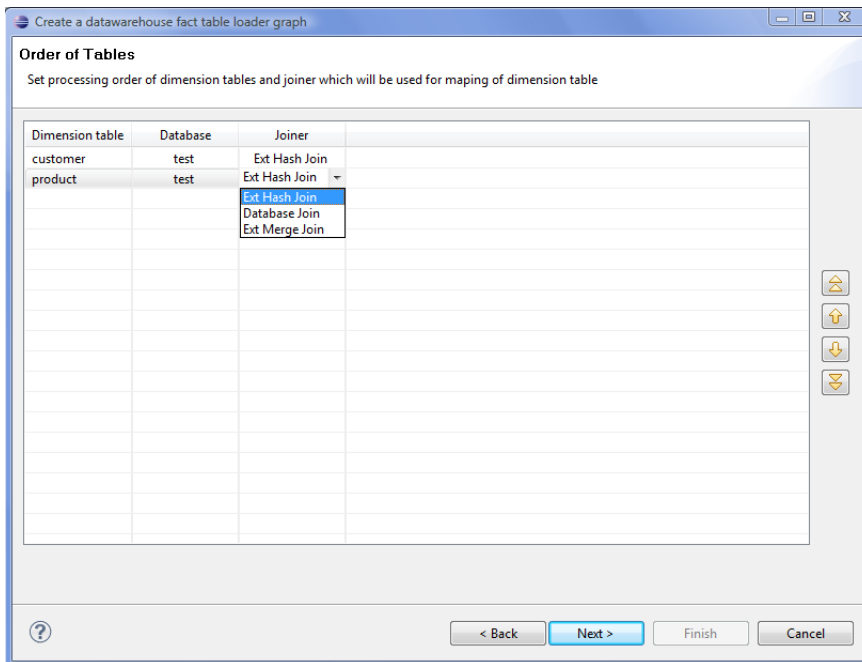 Create a datawarehouse fact table loader graph
Order of Tables
Set processing order of dimension tables and joiner which will be used for maping of dimension table
Dimension table Database Joiner
customer test Ext Hash Join
product test Ext Hash Join
Ext Hash Join
Database Join
Ext Merge Join
? < Back Next > Finish Cancel